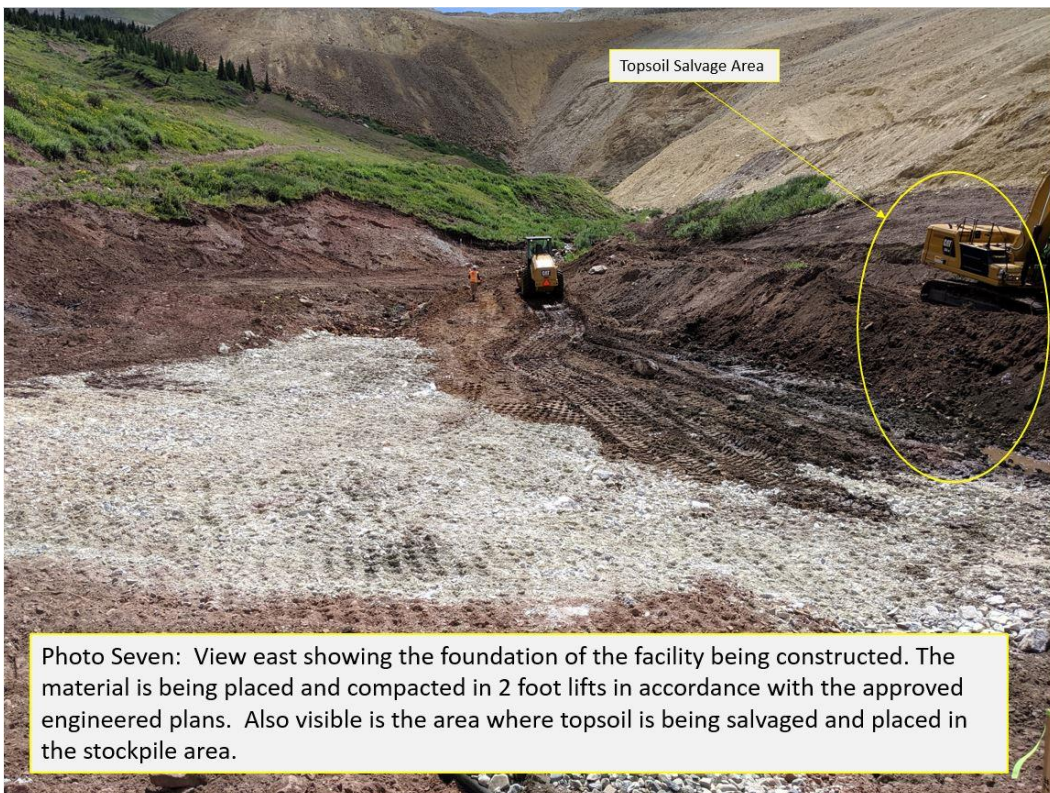 Topsoil Salvage Area
CAT
CAT
Photo Seven:  View east showing the foundation of the facility being constructed. The
material is being placed and compacted in 2 foot lifts in accordance with the approved
engineered plans.  Also visible is the area where topsoil is being salvaged and placed in
the stockpile area.